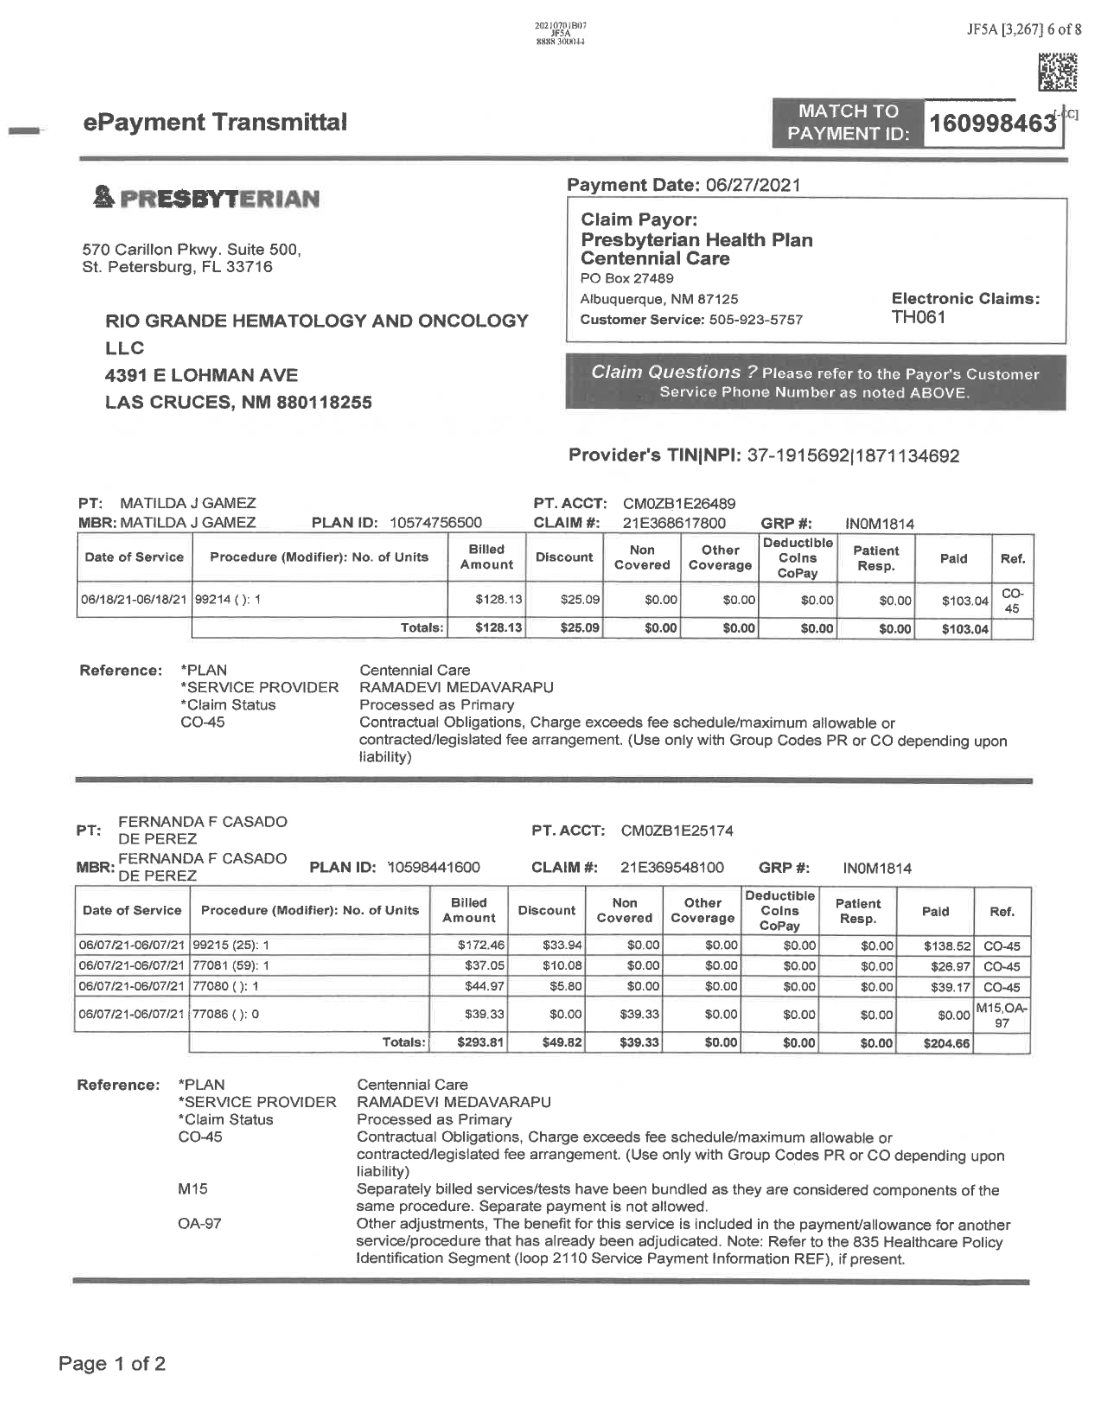 20210701B07
JF5A
8888 300044
JF5A [3,267] 6 of 8
ePayment Transmittal
MATCH TO
PAYMENT ID:
160998463
PRESBYTERIAN
570 Carillon Pkwy. Suite 500,
St. Petersburg, FL 33716
RIO GRANDE HEMATOLOGY AND ONCOLOGY
LLC
4391 E LOHMAN AVE
LAS CRUCES, NM 880118255
Payment Date: 06/27/2021
Claim Payor:
Presbyterian Health Plan
Centennial Care
PO Box 27489
Albuquerque, NM 87125
Customer Service: 505-923-5757
Electronic Claims:
TH061
Claim Questions ? Please refer to the Payor's Customer
Service Phone Number as noted ABOVE.
Provider's TIN|NPI: 37-1915692|1871134692
PT: MATILDA J GAMEZ PT. ACCT: CM0ZB1E26489
MBR: MATILDA J GAMEZ PLAN ID: 10574756500 CLAIM #: 21E368617800 GRP #: IN0M1814
Date of Service Procedure (Modifier): No. of Units Billed Amount Discount Non Covered Other Coverage Deductible CoIns CoPay Patient Resp. Paid Ref.
06/18/21-06/18/21 99214 ( ): 1 $128.13 $25.09 $0.00 $0.00 $0.00 $0.00 $103.04 CO-45
Totals: $128.13 $25.09 $0.00 $0.00 $0.00 $0.00 $103.04
Reference: *PLAN Centennial Care
*SERVICE PROVIDER RAMADEVI MEDAVARAPU
*Claim Status Processed as Primary
CO-45 Contractual Obligations, Charge exceeds fee schedule/maximum allowable or
contracted/legislated fee arrangement. (Use only with Group Codes PR or CO depending upon
liability)
PT: FERNANDA F CASADO
DE PEREZ
PT. ACCT: CM0ZB1E25174
MBR: FERNANDA F CASADO
DE PEREZ
PLAN ID: 10598441600 CLAIM #: 21E369548100 GRP #: IN0M1814
Date of Service Procedure (Modifier): No. of Units Billed Amount Discount Non Covered Other Coverage Deductible CoIns CoPay Patient Resp. Paid Ref.
06/07/21-06/07/21 99215 (25): 1 $172.46 $33.94 $0.00 $0.00 $0.00 $0.00 $138.52 CO-45
06/07/21-06/07/21 77081 (59): 1 $37.05 $10.08 $0.00 $0.00 $0.00 $0.00 $26.97 CO-45
06/07/21-06/07/21 77080 ( ): 1 $44.97 $5.80 $0.00 $0.00 $0.00 $0.00 $39.17 CO-45
06/07/21-06/07/21 77086 ( ): 0 $39.33 $0.00 $39.33 $0.00 $0.00 $0.00 $0.00 M15,OA-97
Totals: $293.81 $49.82 $39.33 $0.00 $0.00 $0.00 $204.66
Reference: *PLAN Centennial Care
*SERVICE PROVIDER RAMADEVI MEDAVARAPU
*Claim Status Processed as Primary
CO-45 Contractual Obligations, Charge exceeds fee schedule/maximum allowable or
contracted/legislated fee arrangement. (Use only with Group Codes PR or CO depending upon
liability)
M15 Separately billed services/tests have been bundled as they are considered components of the
same procedure. Separate payment is not allowed.
OA-97 Other adjustments, The benefit for this service is included in the payment/allowance for another
service/procedure that has already been adjudicated. Note: Refer to the 835 Healthcare Policy
Identification Segment (loop 2110 Service Payment Information REF), if present.
Page 1 of 2